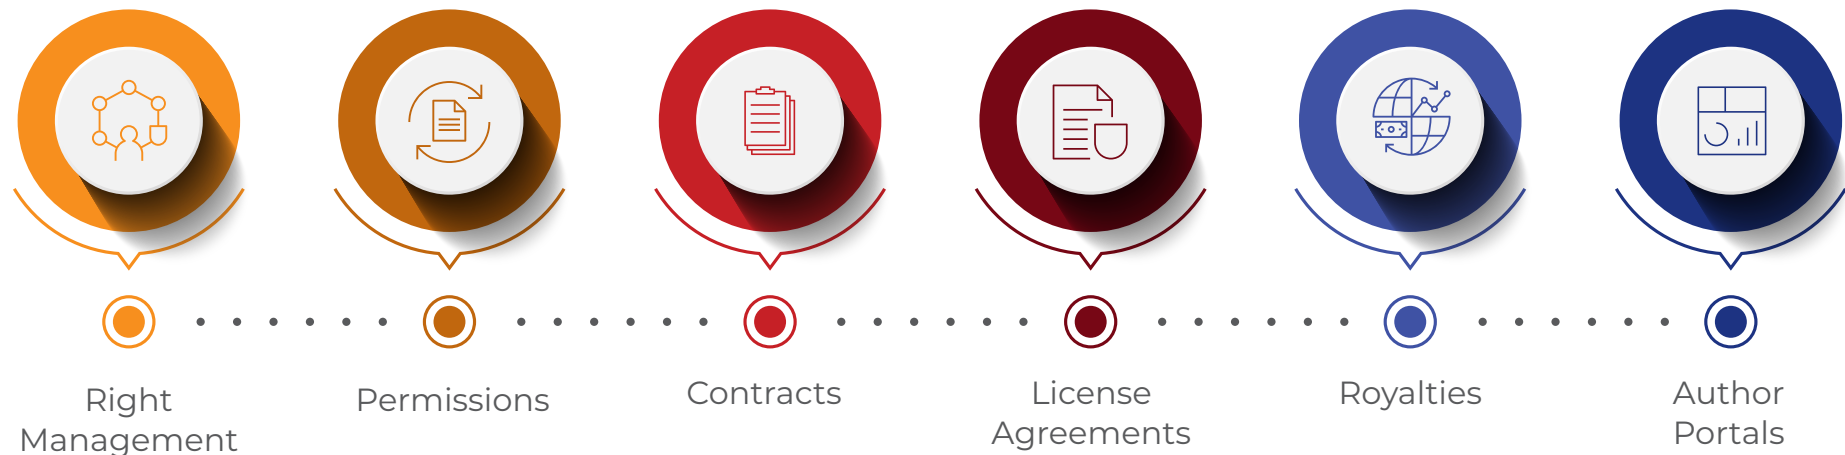 Right
Management
Permissions
Contracts
License
Agreements
Royalties
Author
Portals